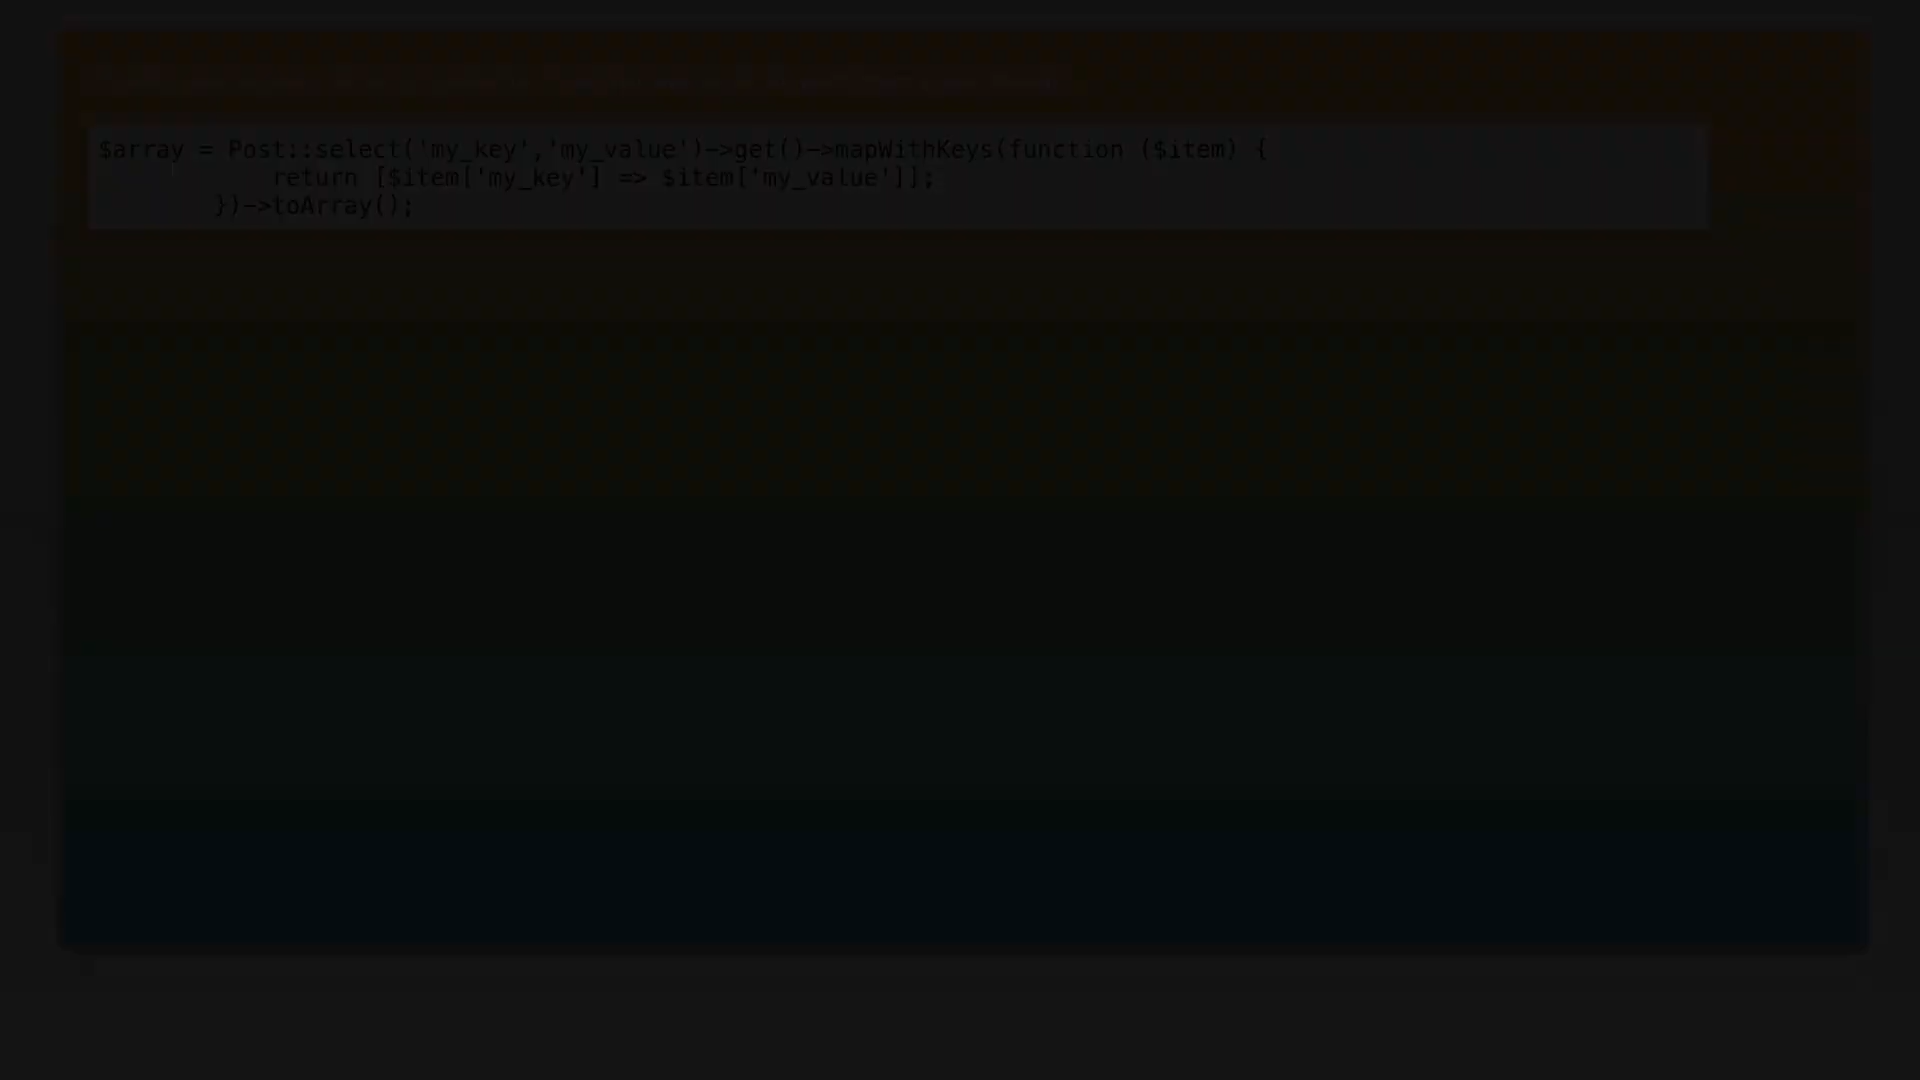 $array = Post::select('my_key','my_value')->get()->mapWithKeys(function ($item) {
            return [$item['my_key'] => $item['my_value']];
        })->toArray();